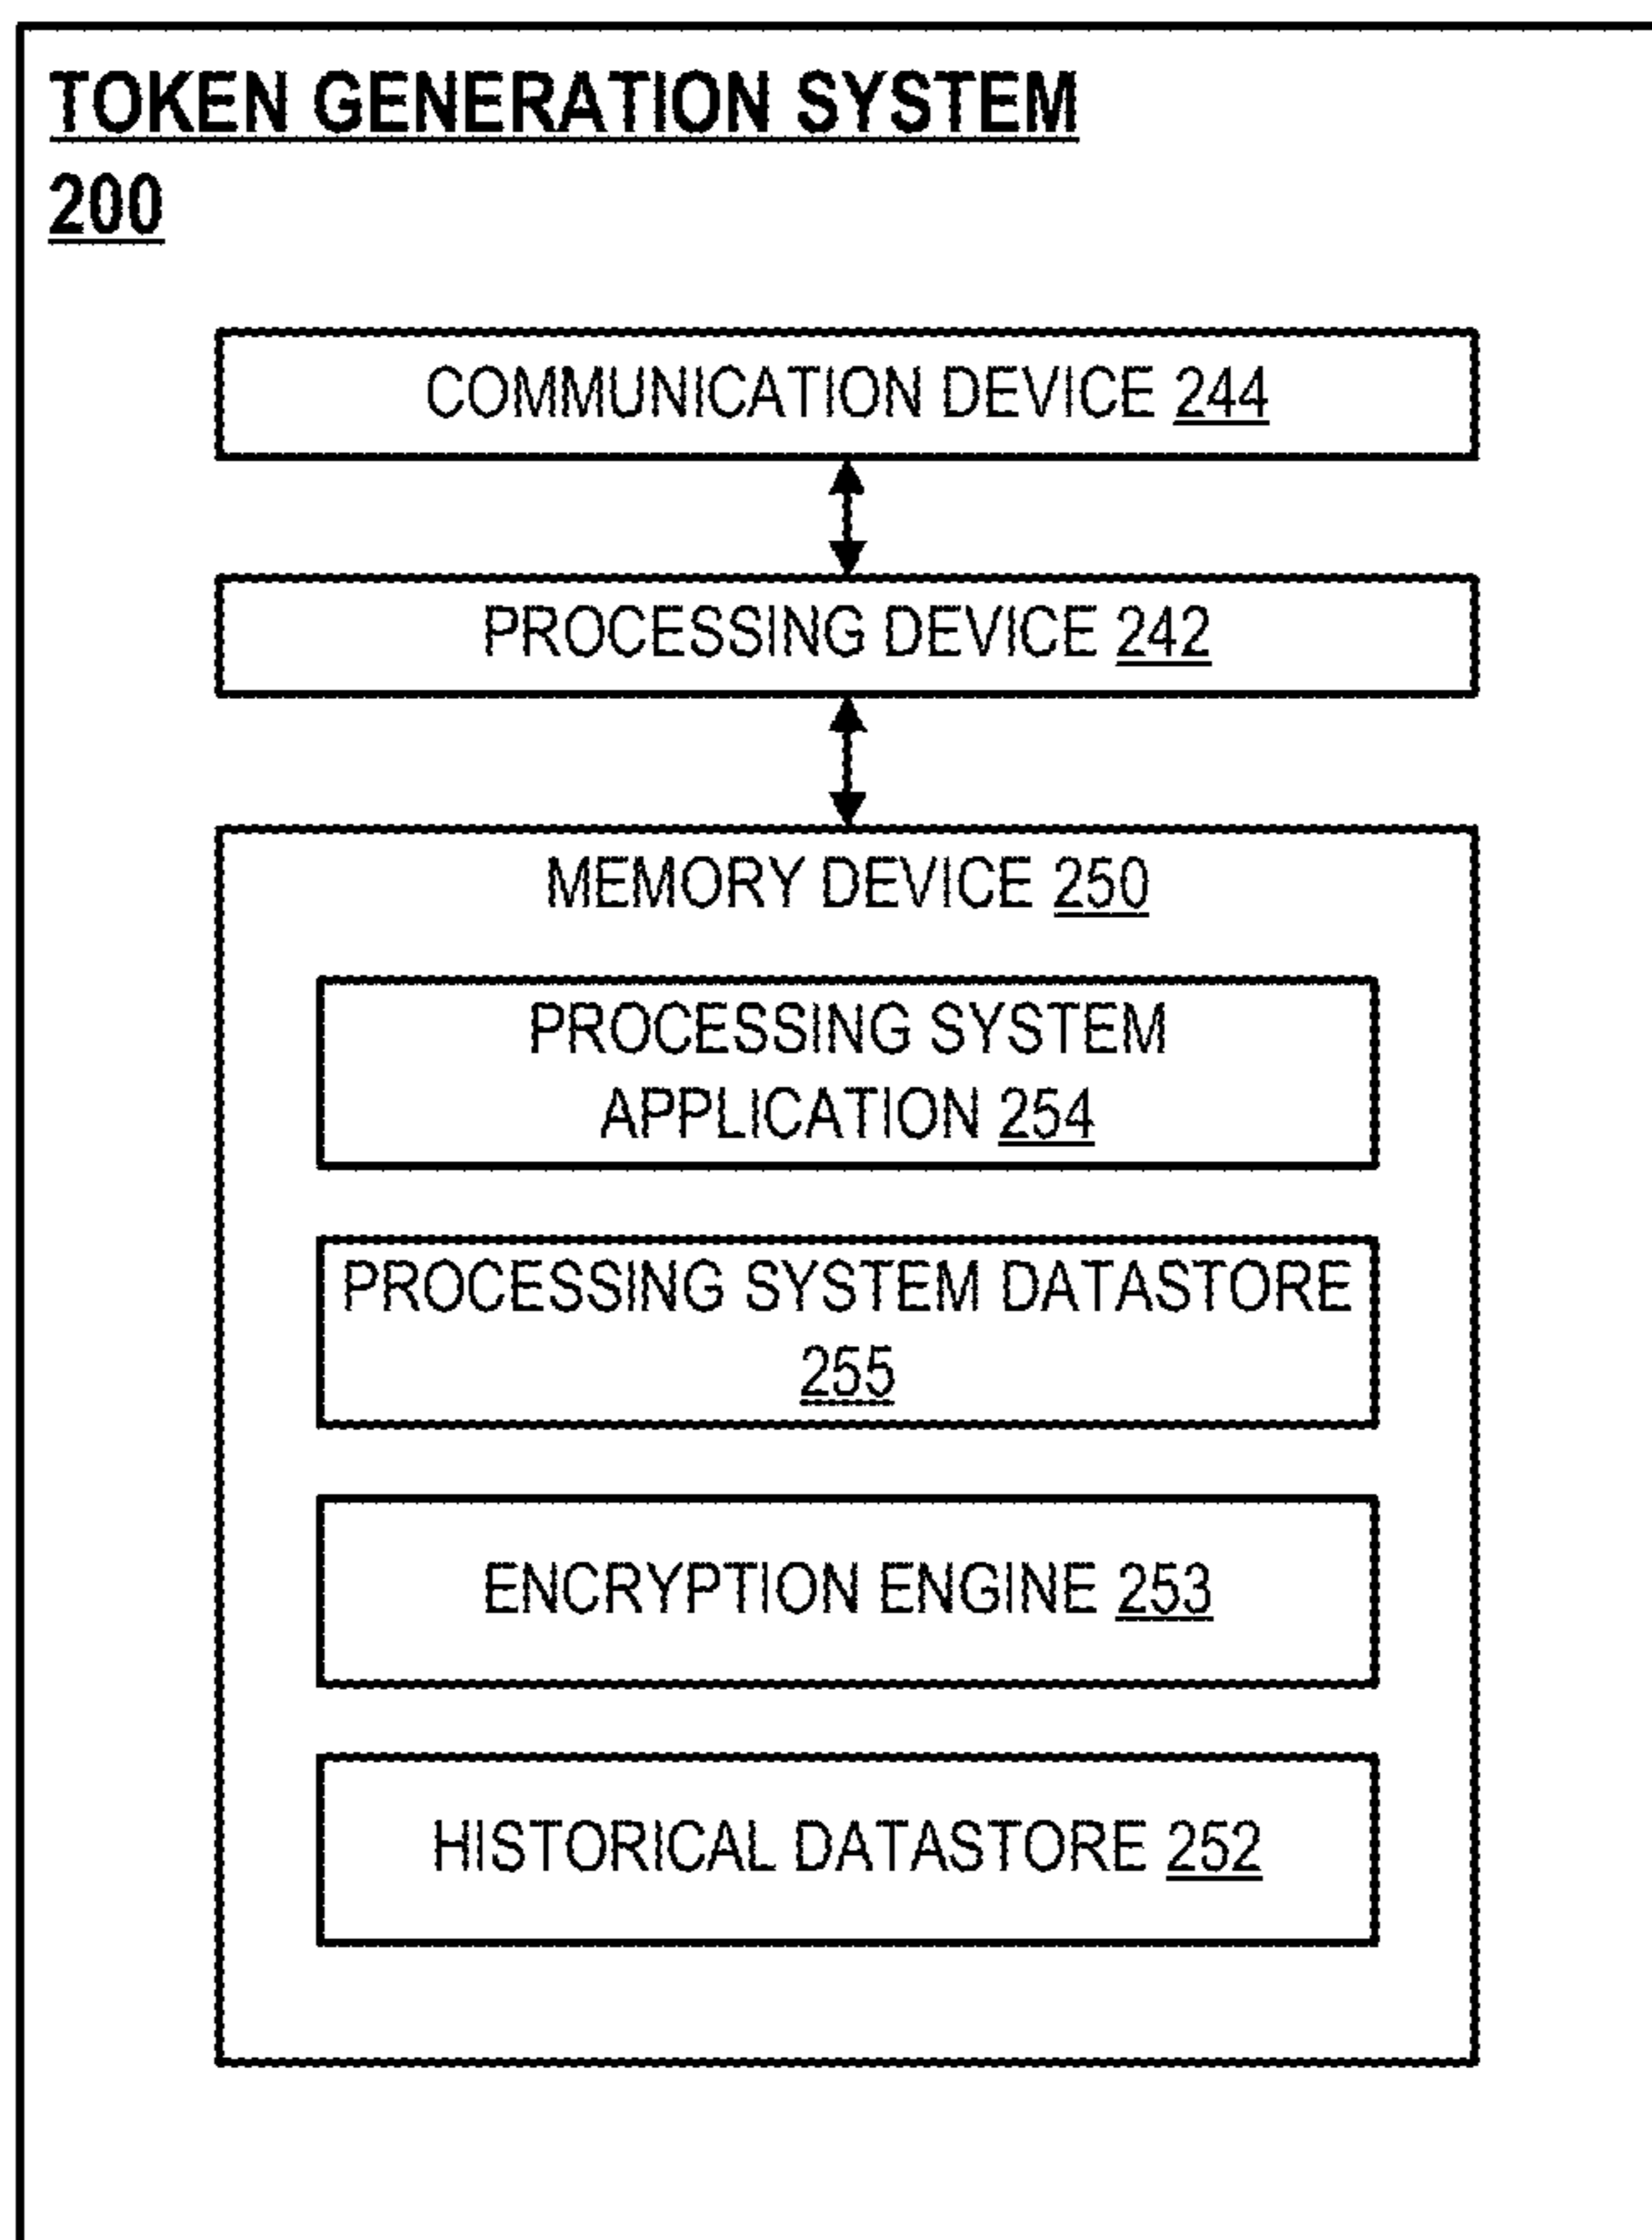 TOKEN GENERATION SYSTEM
200
COMMUNICATION DEVICE 244
PROCESSING DEVICE 242
MEMORY DEVICE 250
PROCESSING SYSTEM
APPLICATION 254
PROCESSING SYSTEM DATASTORE
255
ENCRYPTION ENGINE 253
HISTORICAL DATASTORE 252